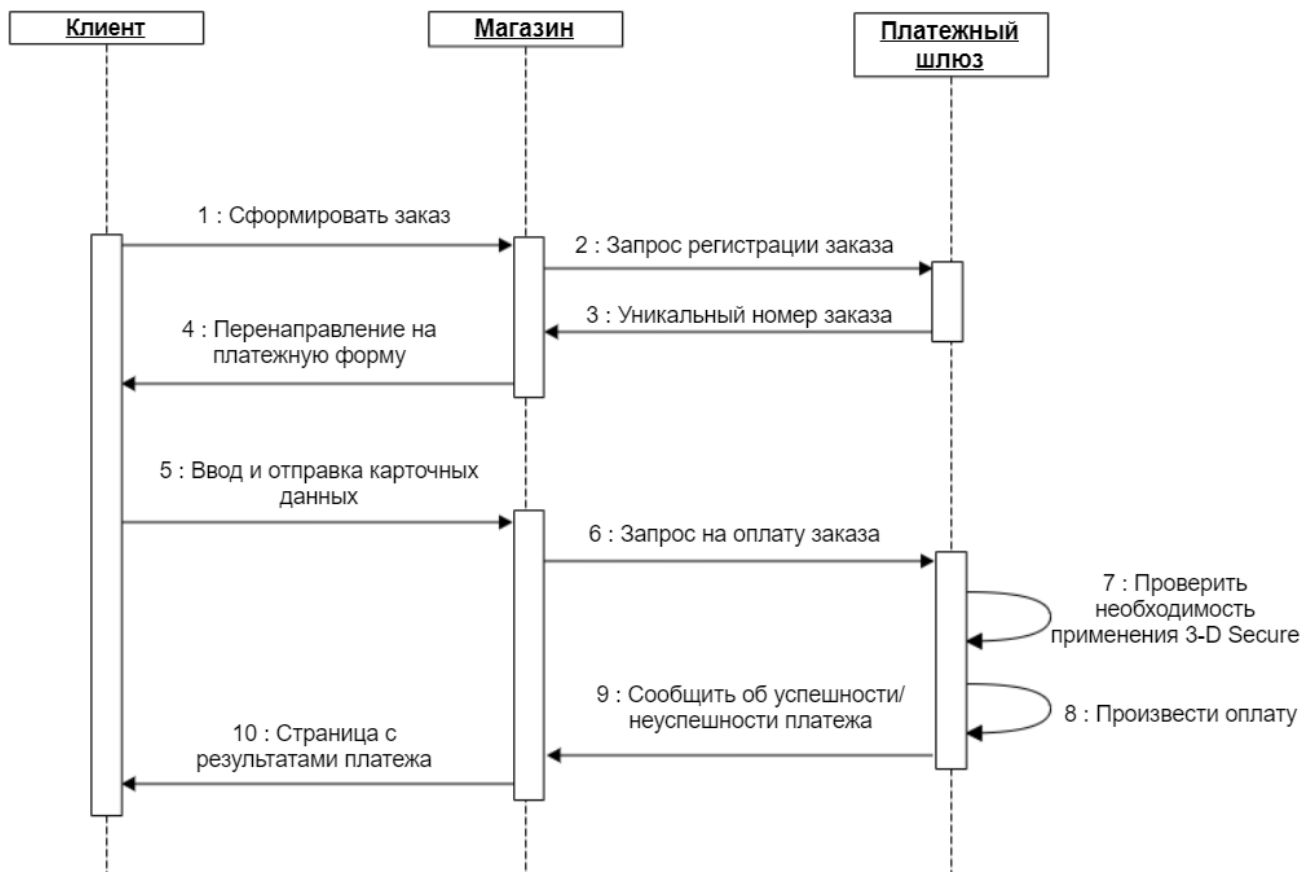 Клиент
Магазин
Платежный
шлюз
1 : Сформировать заказ
2 : Запрос регистрации заказа
3 : Уникальный номер заказа
4 : Перенаправление на
платежную форму
5 : Ввод и отправка карточных
данных
6 : Запрос на оплату заказа
7 : Проверить
необходимость
применения 3-D Secure
8 : Произвести оплату
9 : Сообщить об успешности/
неуспешности платежа
10 : Страница с
результатами платежа